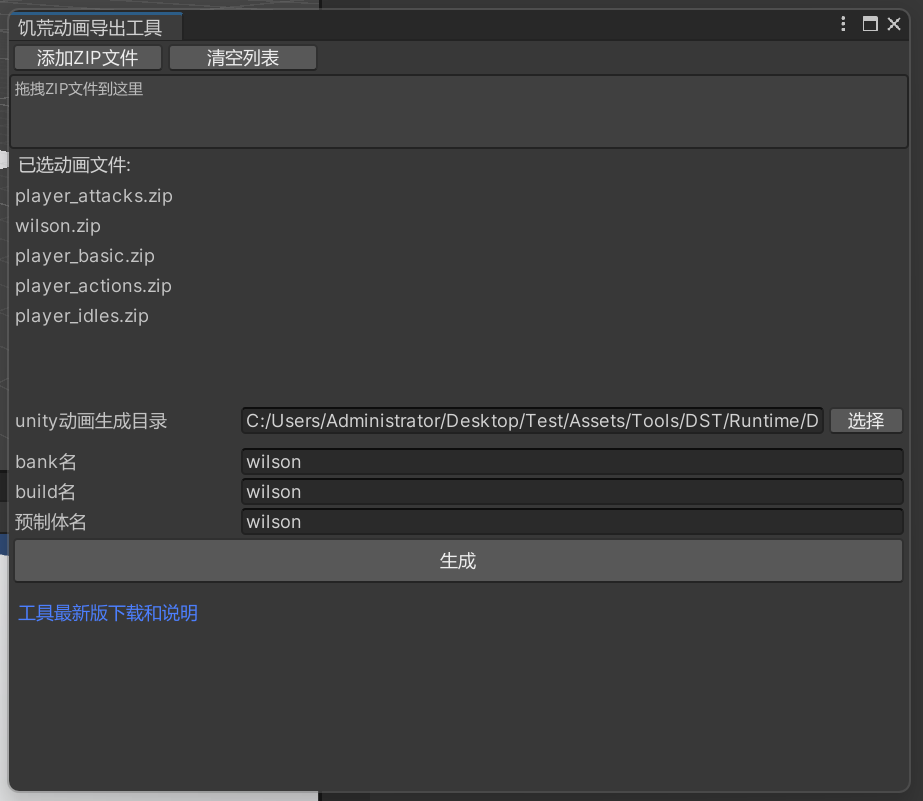 饥荒动画导出工具
添加ZIP文件 清空列表
拖拽ZIP文件到这里
已选动画文件:
player_attacks.zip
wilson.zip
player_basic.zip
player_actions.zip
player_idles.zip
unity动画生成目录 C:/Users/Administrator/Desktop/Test/Assets/Tools/DST/Runtime/D 选择
bank名 wilson
build名 wilson
预制体名 wilson
生成
工具最新版下载和说明